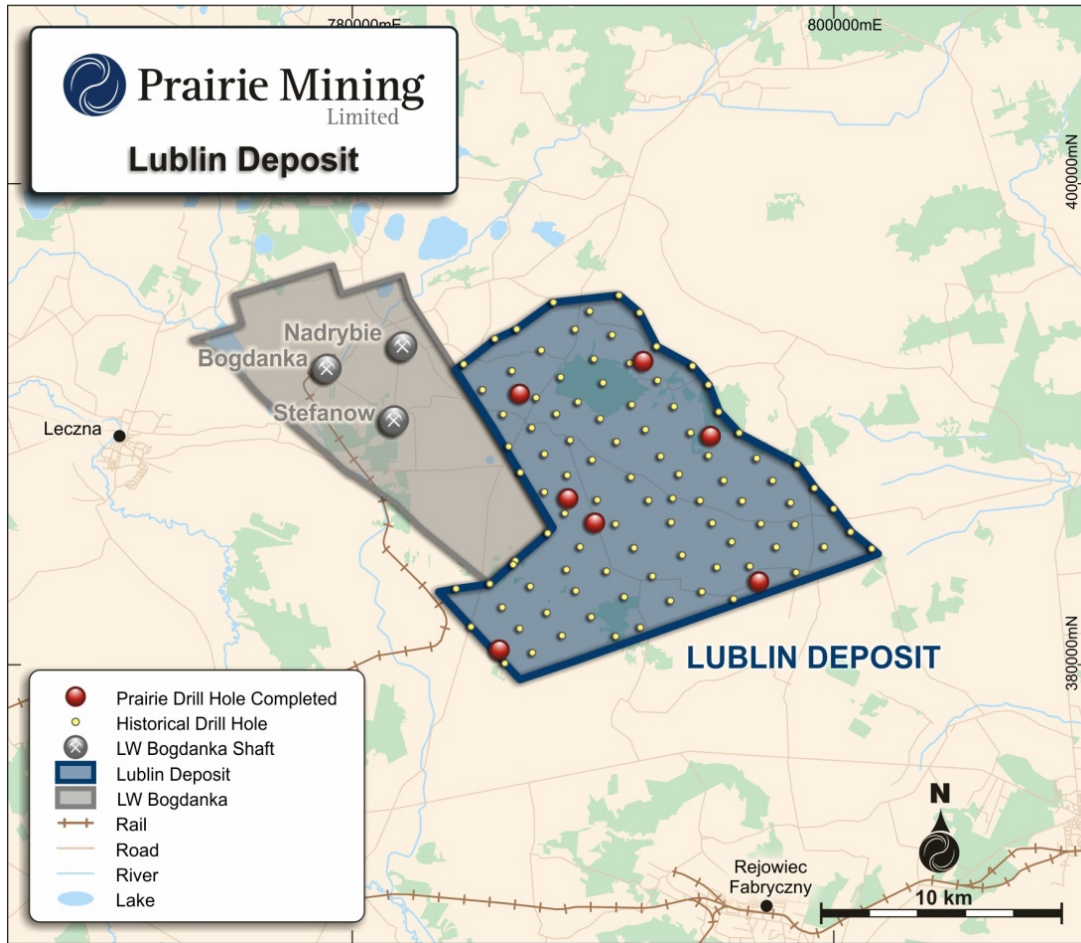 780000mE
800000mE
Prairie Mining
Limited
Lublin Deposit
400000mN
Nadrybie
Bogdanka
Stefanow
Leczna
LUBLIN DEPOSIT
380000mN
Prairie Drill Hole Completed
Historical Drill Hole
LW Bogdanka Shaft
Lublin Deposit
LW Bogdanka
Rail
Road
River
Lake
N
Rejowiec
Fabryczny
10 km